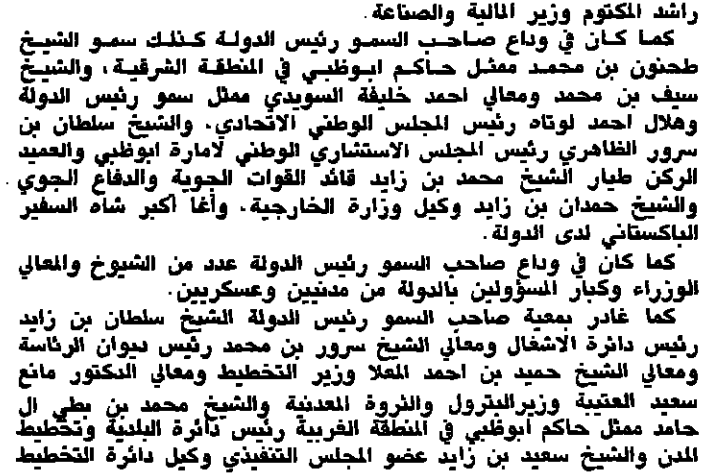 راشد المكتوم وزير المالية والصناعة.
كما كان في وداع صاحب السمو رئيس الدولة كذلك سمو الشيخ
طحنون بن محمد ممثل حاكم ابوظبي في المنطقة الشرقية، والشيخ
سيف بن محمد ومعالي احمد خليفة السويدي ممثل سمو رئيس الدولة
وهلال احمد لوتاه رئيس المجلس الوطني الاتحادي، والشيخ سلطان بن
سرور الظاهري رئيس المجلس الاستشاري الوطني لامارة ابوظبي والعميد
الركن طيار الشيخ محمد بن زايد قائد القوات الجوية والدفاع الجوي
والشيخ حمدان بن زايد وكيل وزارة الخارجية، وأغا أكبر شاه السفير
الباكستاني لدى الدولة.
كما كان في وداع صاحب السمو رئيس الدولة عدد من الشيوخ والمعالي
الوزراء وكبار المسؤولين بالدولة من مدنيين وعسكريين.
كما غادر بمعية صاحب السمو رئيس الدولة الشيخ سلطان بن زايد
رئيس دائرة الاشغال ومعالي الشيخ سرور بن محمد رئيس ديوان الرئاسة
ومعالي الشيخ حميد بن احمد المعلا وزير التخطيط ومعالي الدكتور مانع
سعيد العتيبة وزيرالبترول والثروة المعدنية والشيخ محمد بن بطي ال
حامد ممثل حاكم ابوظبي في المنطقة الغربية رئيس دائرة البلدية وتخطيط
المدن والشيخ سعيد بن زايد عضو المجلس التنفيذي وكيل دائرة التخطيط